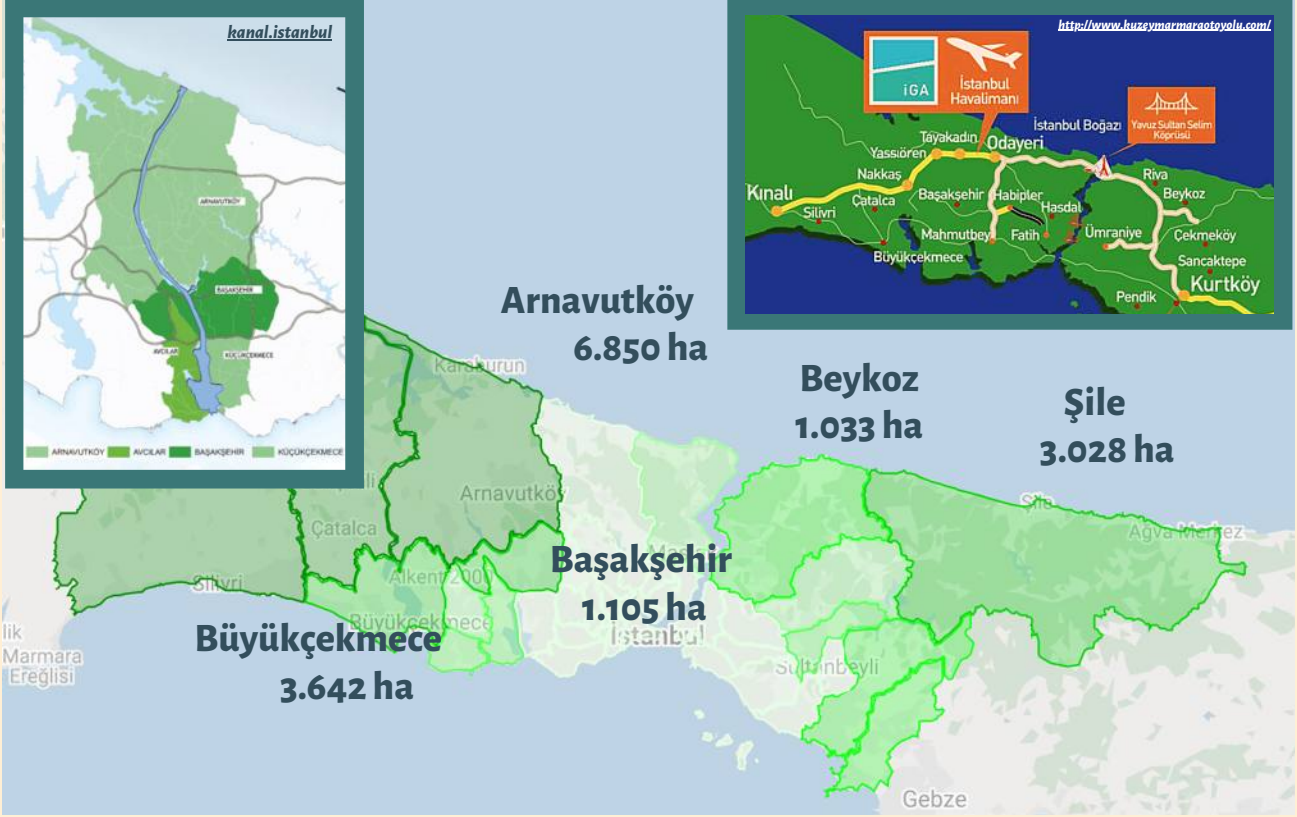 kanal.istanbul
ARNAVUTKÖY
BAŞAKŞEHİR
AVCILAR
KÜÇÜKÇEKMECE
ARNAVUTKÖY
AVCILAR
BAŞAKŞEHİR
KÜÇÜKÇEKMECE
http://www.kuzeymarmaraotoyolu.com/
iGA
İstanbul
Havalimanı
İstanbul Boğazı
Yavuz Sultan Selim
Köprüsü
Tayakadın
Odayeri
Yassıören
Nakkaş
Riva
Beykoz
Kınalı
Silivri
Çatalca
Başakşehir
Habipler
Hasdal
Mahmutbey
Fatih
Ümraniye
Çekmeköy
Büyükçekmece
Sancaktepe
Kurtköy
Pendik
Arnavutköy
6.850 ha
Beykoz
1.033 ha
Şile
3.028 ha
Karaburun
Arnavutköy
Çatalca
Şile
Ağva Merkez
Başakşehir
1.105 ha
Silivri
Alkent 2000
Büyükçekmece
İstanbul
Büyükçekmece
3.642 ha
Sultanbeyli
Marmara
Ereğlisi
Gebze